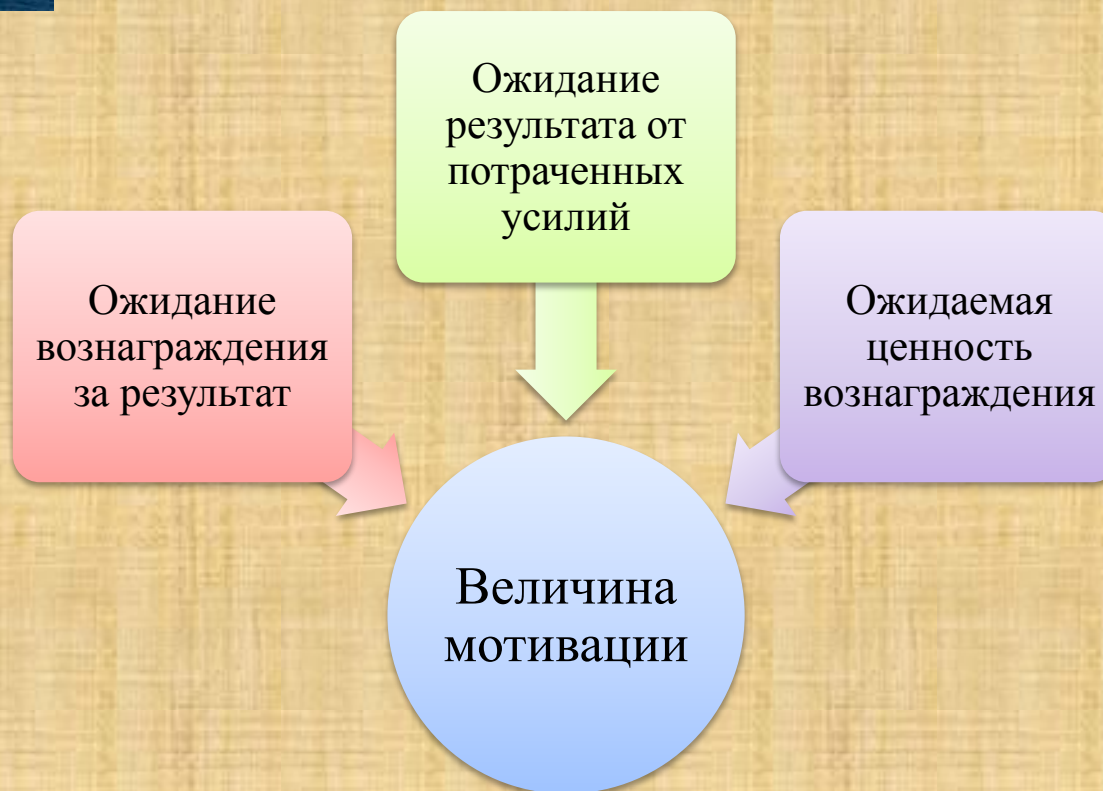 Ожидание
результата от
потраченных
усилий
Ожидание
вознаграждения
за результат
Ожидаемая
ценность
вознаграждения
Величина
мотивации